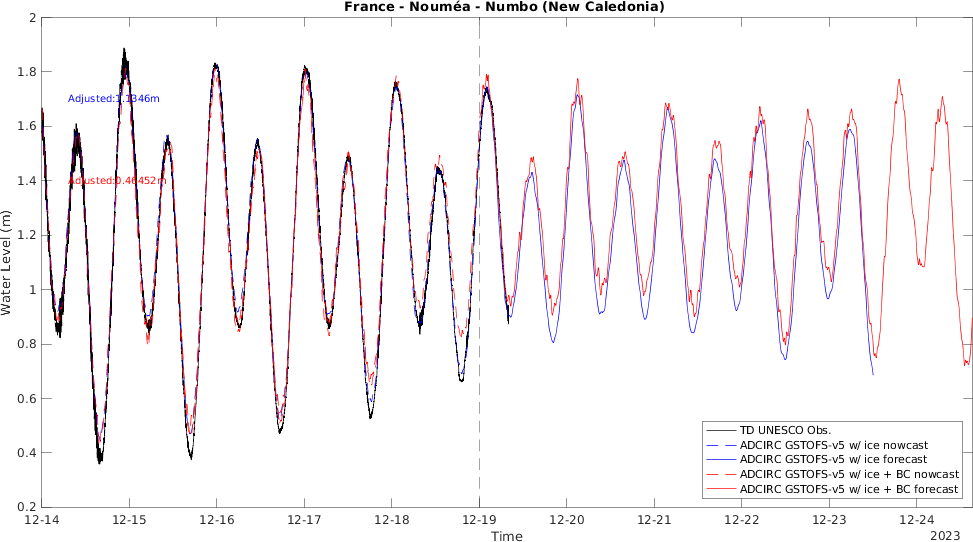 France - Nouméa - Numbo (New Caledonia)
2
1.8
Adjusted:1.1346m
1.6
1.4
Adjusted:0.46452m
1.2
Water Level (m)
1
0.8
0.6
0.4
0.2
TD UNESCO Obs.
ADCIRC GSTOFS-v5 w/ ice nowcast
ADCIRC GSTOFS-v5 w/ ice forecast
ADCIRC GSTOFS-v5 w/ ice + BC nowcast
ADCIRC GSTOFS-v5 w/ ice + BC forecast
12-14 12-15 12-16 12-17 12-18 12-19 12-20 12-21 12-22 12-23 12-24
Time
2023